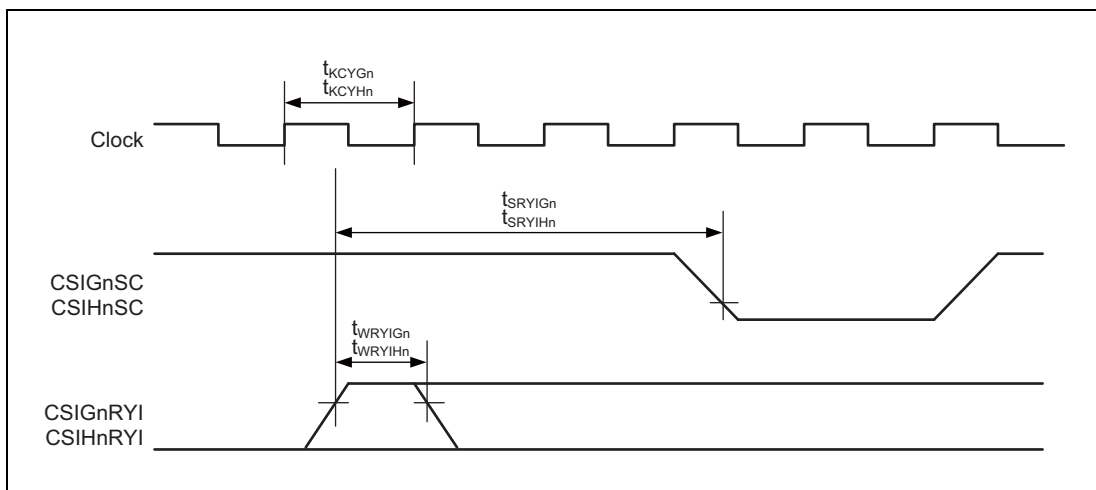 tKCYGn
tKCYHn
Clock
tSRYIGn
tSRYIHn
CSIGnSC
CSIHnSC
tWRYIGn
tWRYIHn
CSIGnRYI
CSIHnRYI